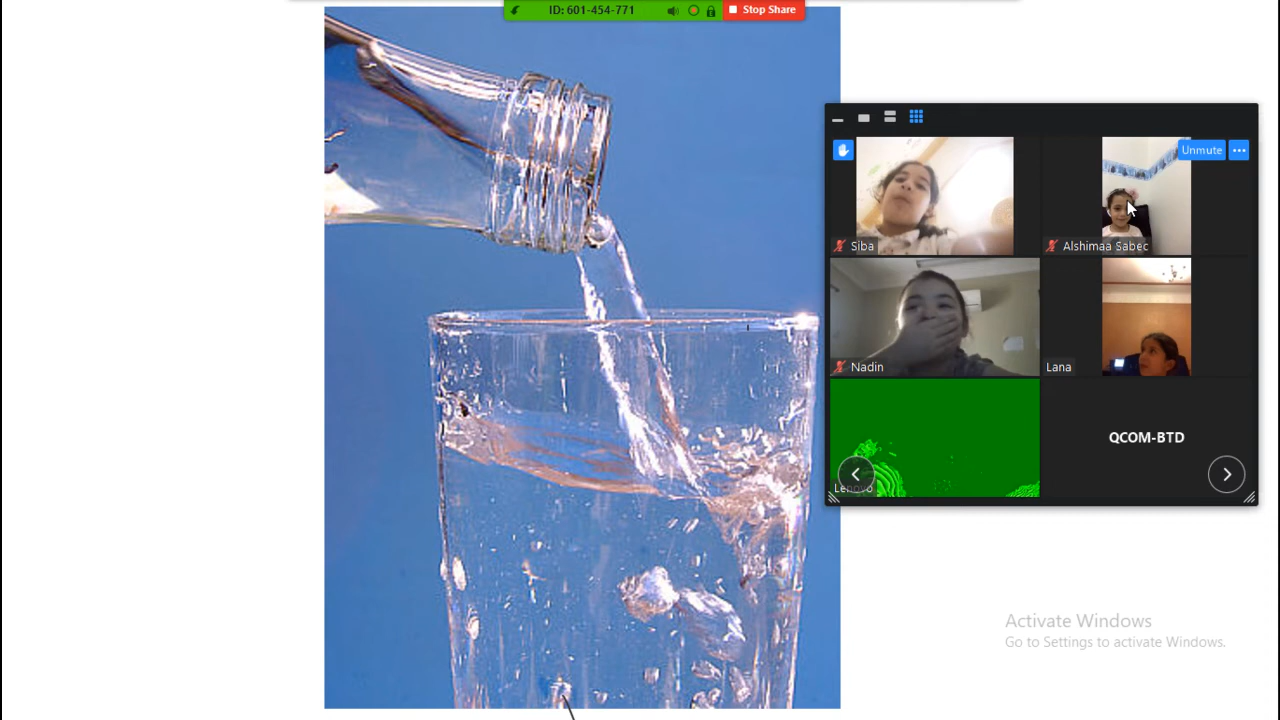 ID: 601-454-771
Stop Share
Unmute
Siba
Alshimaa Sabec
Nadin
Lana
Lenovo
QCOM-BTD
Activate Windows
Go to Settings to activate Windows.